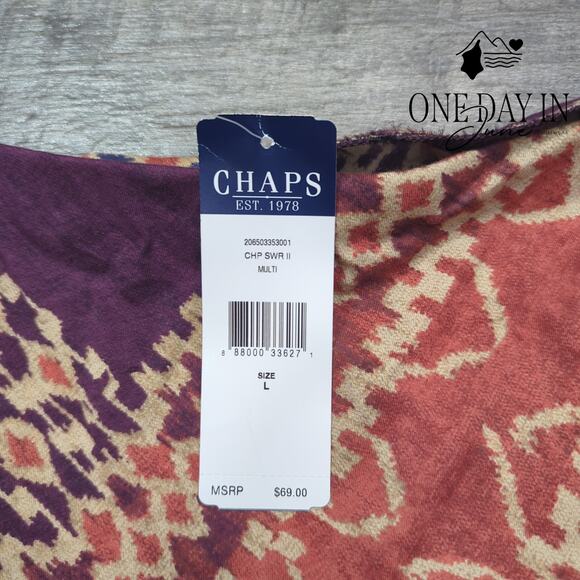 ONE DAY IN
June
CHAPS
EST. 1978
206503353001
CHP SWR II
MULTI
8 88000 33627 1
SIZE
L
MSRP $69.00